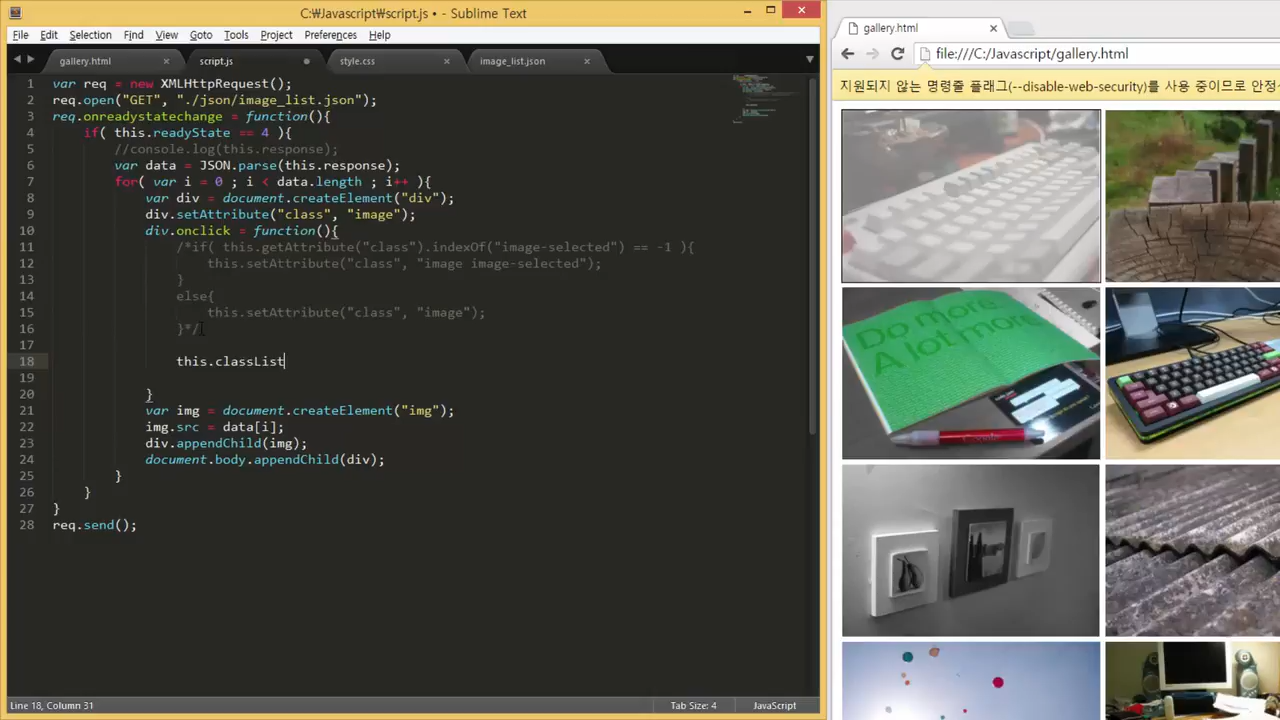 C:₩Javascript₩script.js • - Sublime Text
File Edit Selection Find View Goto Tools Project Preferences Help
gallery.html script.js style.css image_list.json
1 var req = new XMLHttpRequest();
2 req.open("GET", "./json/image_list.json");
3 req.onreadystatechange = function(){
4 if( this.readyState == 4 ){
5 //console.log(this.response);
6 var data = JSON.parse(this.response);
7 for( var i = 0 ; i < data.length ; i++ ){
8 var div = document.createElement("div");
9 div.setAttribute("class", "image");
10 div.onclick = function(){
11 /*if( this.getAttribute("class").indexOf("image-selected") == -1 ){
12 this.setAttribute("class", "image image-selected");
13 }
14 else{
15 this.setAttribute("class", "image");
16 }*/
17
18 this.classList
19
20 }
21 var img = document.createElement("img");
22 img.src = data[i];
23 div.appendChild(img);
24 document.body.appendChild(div);
25 }
26 }
27 }
28 req.send();
Line 18, Column 31 Tab Size: 4 JavaScript
gallery.html
file:///C:/Javascript/gallery.html
지원되지 않는 명령줄 플래그(--disable-web-security)를 사용 중이므로 안정
Do more.
A lot more